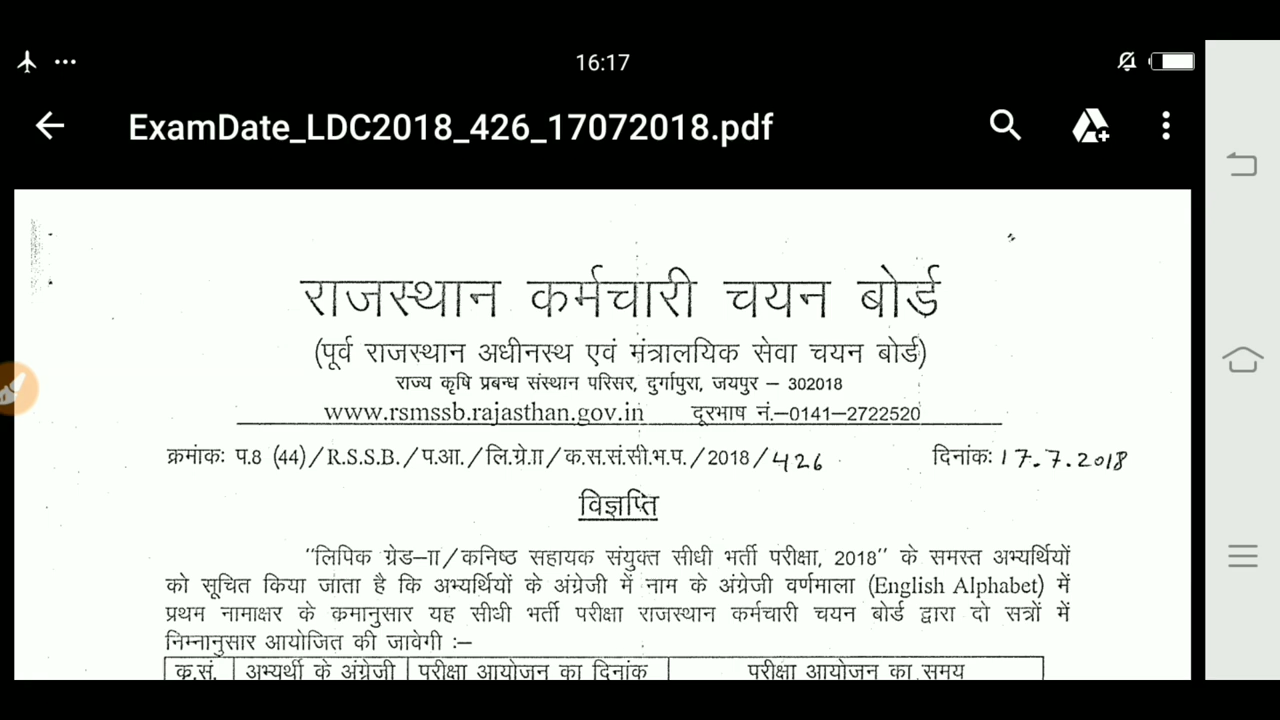 16:17
ExamDate_LDC2018_426_17072018.pdf
राजस्थान कर्मचारी चयन बोर्ड
(पूर्व राजस्थान अधीनस्थ एवं मंत्रालयिक सेवा चयन बोर्ड)
राज्य कृषि प्रबन्ध संस्थान परिसर, दुर्गापुरा, जयपुर – 302018
www.rsmssb.rajasthan.gov.in दूरभाष नं.–0141–2722520
क्रमांकः प.8 (44)/R.S.S.B./प.आ./लि.ग्रे.II/क.स.सं.सी.भ.प./2018/426 दिनांकः 17.7.2018
विज्ञप्ति
"लिपिक ग्रेड–II/कनिष्ठ सहायक संयुक्त सीधी भर्ती परीक्षा, 2018" के समस्त अभ्यर्थियों
को सूचित किया जाता है कि अभ्यर्थियों के अंग्रेजी में नाम के अंग्रेजी वर्णमाला (English Alphabet) में
प्रथम नामाक्षर के क्रमानुसार यह सीधी भर्ती परीक्षा राजस्थान कर्मचारी चयन बोर्ड द्वारा दो सत्रों में
निम्नानुसार आयोजित की जावेगी :–
क्र.सं. अभ्यर्थी के अंग्रेजी परीक्षा आयोजन का दिनांक परीक्षा आयोजन का समय